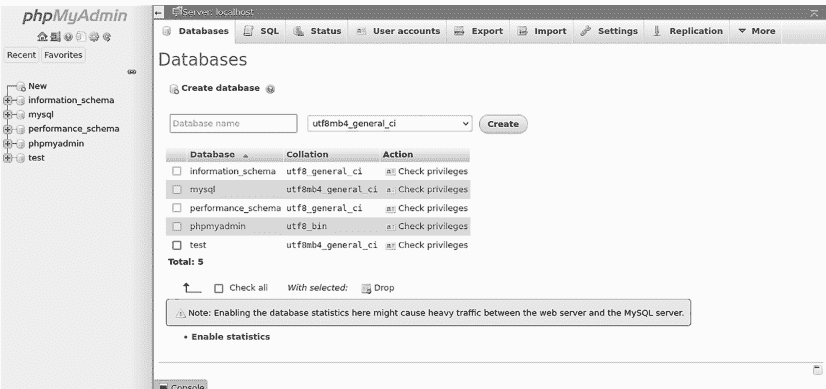 phpMyAdmin
Recent Favorites
New
information_schema
mysql
performance_schema
phpmyadmin
test
Server: localhost
Databases SQL Status User accounts Export Import Settings Replication More
Databases
Create database
Database name utf8mb4_general_ci Create
Database Collation Action
information_schema utf8_general_ci Check privileges
mysql utf8mb4_general_ci Check privileges
performance_schema utf8_general_ci Check privileges
phpmyadmin utf8_bin Check privileges
test utf8mb4_general_ci Check privileges
Total: 5
Check all With selected: Drop
Note: Enabling the database statistics here might cause heavy traffic between the web server and the MySQL server.
• Enable statistics
Console